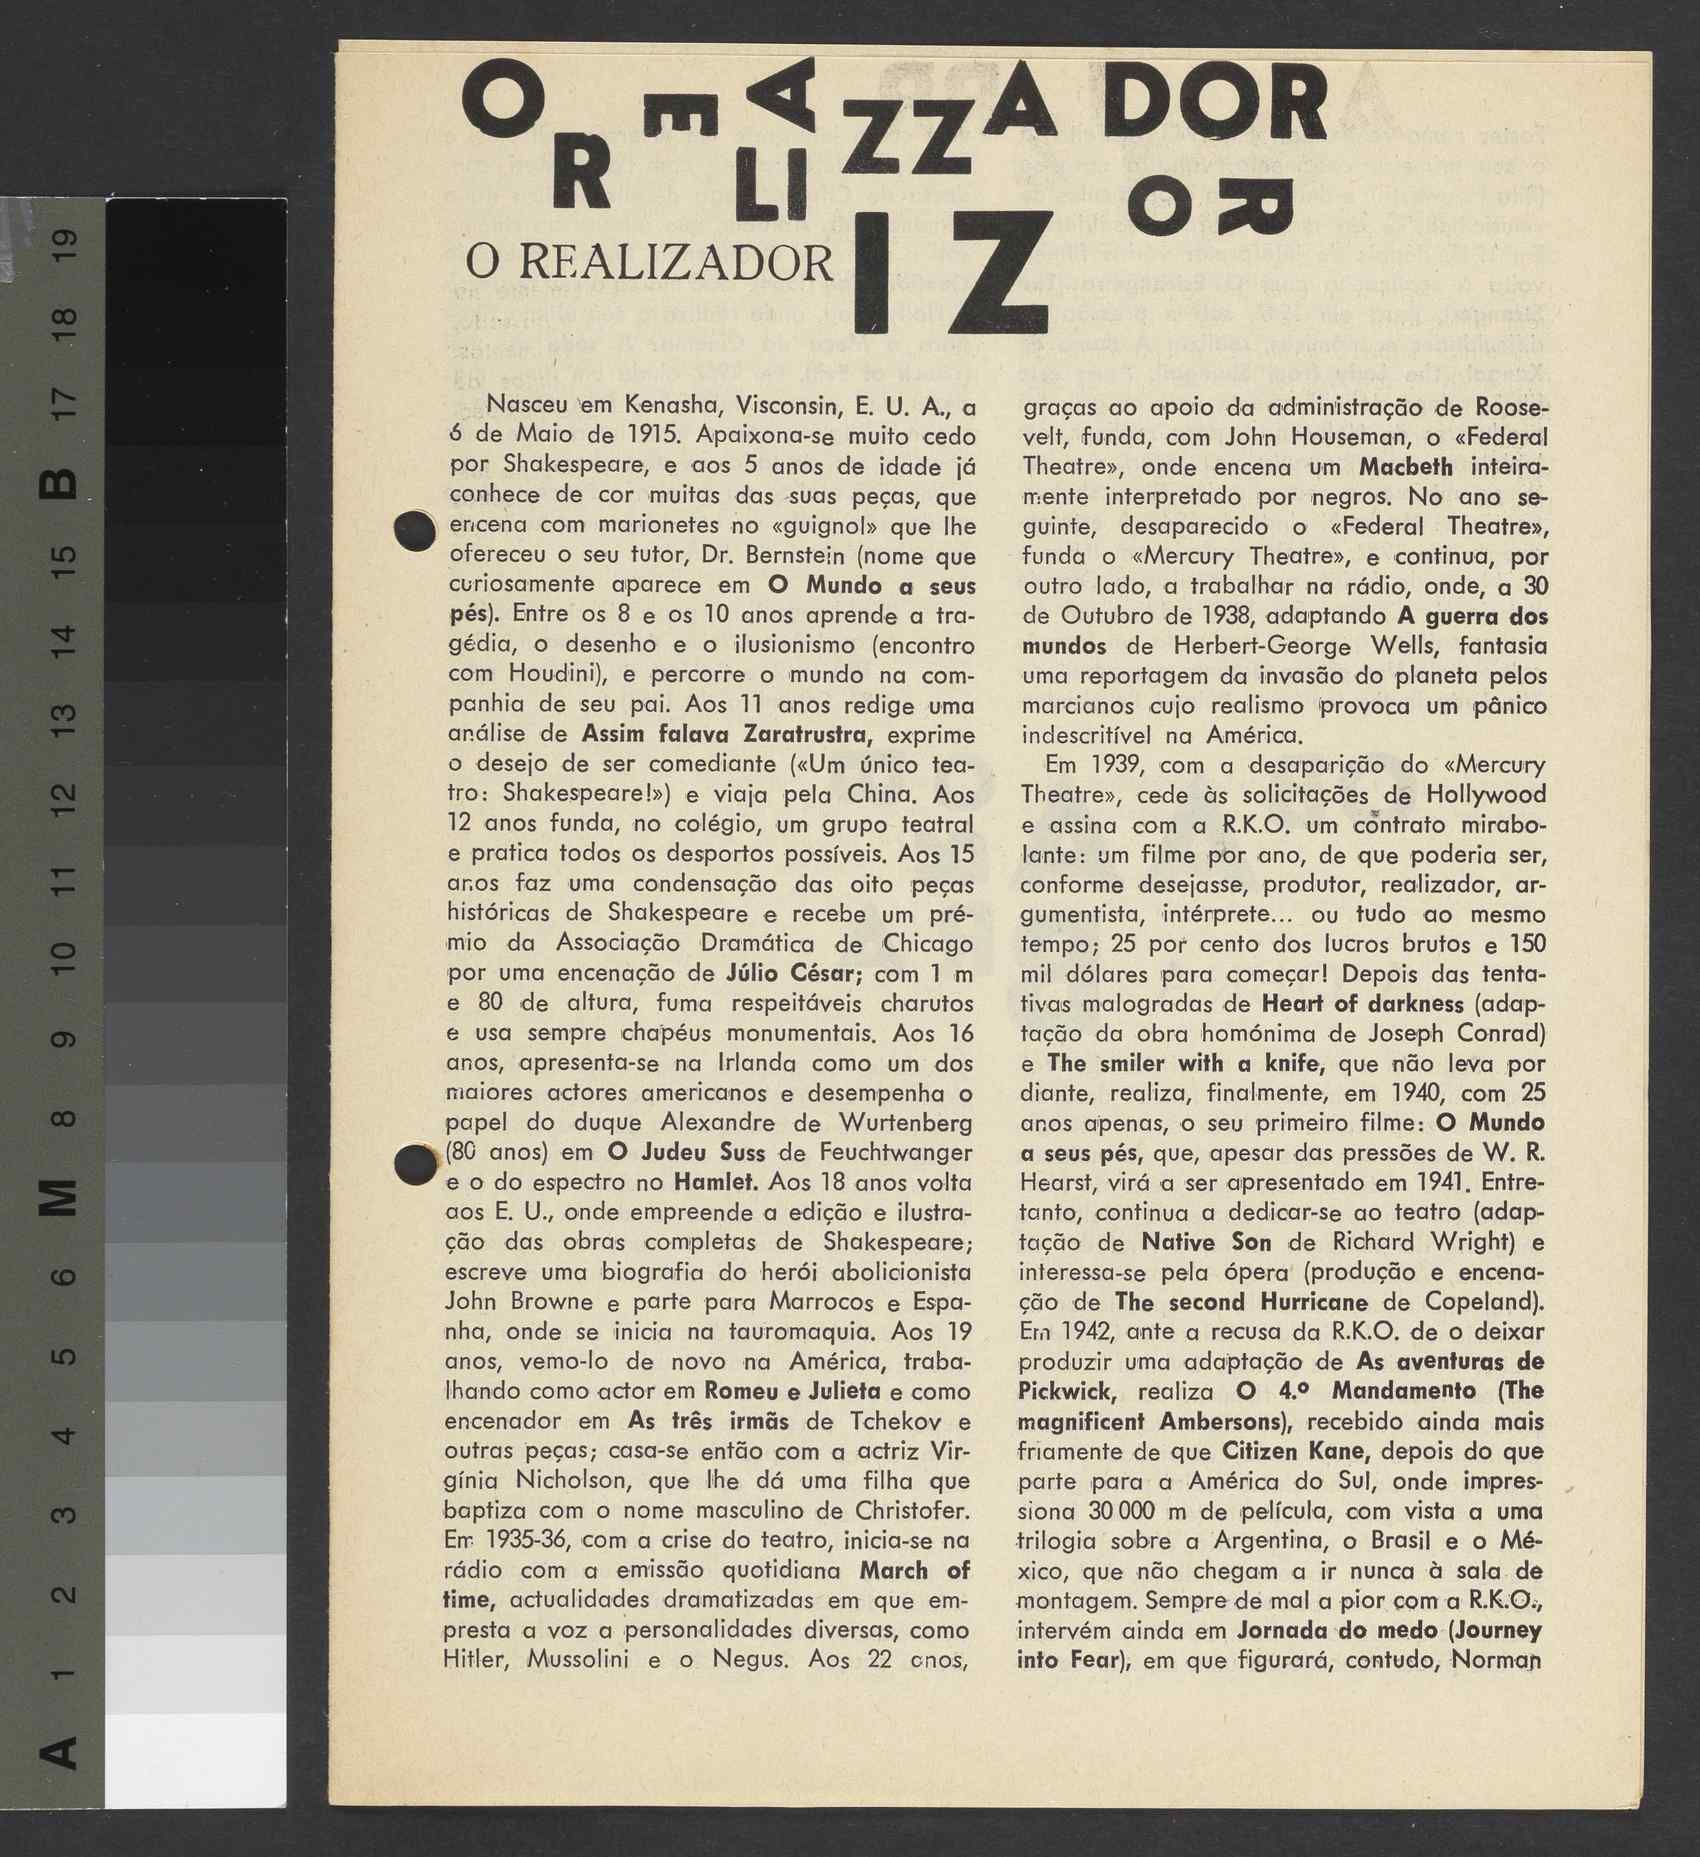 O R E A LI ZZ A DOR
I Z O R
O REALIZADOR
Nasceu em Kenasha, Visconsin, E. U. A., a
6 de Maio de 1915. Apaixona-se muito cedo
por Shakespeare, e aos 5 anos de idade já
conhece de cor muitas das suas peças, que
encena com marionetes no «guignol» que lhe
ofereceu o seu tutor, Dr. Bernstein (nome que
curiosamente aparece em O Mundo a seus
pés). Entre os 8 e os 10 anos aprende a tra-
gédia, o desenho e o ilusionismo (encontro
com Houdini), e percorre o mundo na com-
panhia de seu pai. Aos 11 anos redige uma
análise de Assim falava Zaratrustra, exprime
o desejo de ser comediante («Um único tea-
tro: Shakespeare!») e viaja pela China. Aos
12 anos funda, no colégio, um grupo teatral
e pratica todos os desportos possíveis. Aos 15
anos faz uma condensação das oito peças
históricas de Shakespeare e recebe um pré-
mio da Associação Dramática de Chicago
por uma encenação de Júlio César; com 1 m
e 80 de altura, fuma respeitáveis charutos
e usa sempre chapéus monumentais. Aos 16
anos, apresenta-se na Irlanda como um dos
maiores actores americanos e desempenha o
papel do duque Alexandre de Wurtenberg
(80 anos) em O Judeu Suss de Feuchtwanger
e o do espectro no Hamlet. Aos 18 anos volta
aos E. U., onde empreende a edição e ilustra-
ção das obras completas de Shakespeare;
escreve uma biografia do herói abolicionista
John Browne e parte para Marrocos e Espa-
nha, onde se inicia na tauromaquia. Aos 19
anos, vemo-lo de novo na América, traba-
lhando como actor em Romeu e Julieta e como
encenador em As três irmãs de Tchekov e
outras peças; casa-se então com a actriz Vir-
gínia Nicholson, que lhe dá uma filha que
baptiza com o nome masculino de Christofer.
Em 1935-36, com a crise do teatro, inicia-se na
rádio com a emissão quotidiana March of
time, actualidades dramatizadas em que em-
presta a voz a personalidades diversas, como
Hitler, Mussolini e o Negus. Aos 22 anos,
graças ao apoio da administração de Roose-
velt, funda, com John Houseman, o «Federal
Theatre», onde encena um Macbeth inteira-
mente interpretado por negros. No ano se-
guinte, desaparecido o «Federal Theatre»,
funda o «Mercury Theatre», e continua, por
outro lado, a trabalhar na rádio, onde, a 30
de Outubro de 1938, adaptando A guerra dos
mundos de Herbert-George Wells, fantasia
uma reportagem da invasão do planeta pelos
marcianos cujo realismo provoca um pânico
indescritível na América.
Em 1939, com a desaparição do «Mercury
Theatre», cede às solicitações de Hollywood
e assina com a R.K.O. um contrato mirabo-
lante: um filme por ano, de que poderia ser,
conforme desejasse, produtor, realizador, ar-
gumentista, intérprete... ou tudo ao mesmo
tempo; 25 por cento dos lucros brutos e 150
mil dólares para começar! Depois das tenta-
tivas malogradas de Heart of darkness (adap-
tação da obra homónima de Joseph Conrad)
e The smiler with a knife, que não leva por
diante, realiza, finalmente, em 1940, com 25
anos apenas, o seu primeiro filme: O Mundo
a seus pés, que, apesar das pressões de W. R.
Hearst, virá a ser apresentado em 1941. Entre-
tanto, continua a dedicar-se ao teatro (adap-
tação de Native Son de Richard Wright) e
interessa-se pela ópera (produção e encena-
ção de The second Hurricane de Copeland).
Em 1942, ante a recusa da R.K.O. de o deixar
produzir uma adaptação de As aventuras de
Pickwick, realiza O 4.º Mandamento (The
magnificent Ambersons), recebido ainda mais
friamente de que Citizen Kane, depois do que
parte para a América do Sul, onde impres-
siona 30 000 m de película, com vista a uma
trilogia sobre a Argentina, o Brasil e o Mé-
xico, que não chegam a ir nunca à sala de
montagem. Sempre de mal a pior com a R.K.O.,
intervém ainda em Jornada do medo (Journey
into Fear), em que figurará, contudo, Norman
A 1 2 3 4 5 6 M 8 9 10 11 12 13 14 15 B 17 18 19